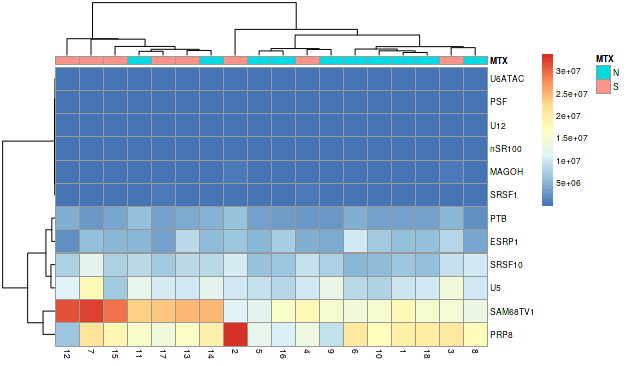 MTX
U6ATAC
PSF
U12
nSR100
MAGOH
SRSF1
PTB
ESRP1
SRSF10
U5
SAM68TV1
PRP8
12 7 15 11 17 13 14 2 5 16 4 9 6 10 1 18 3 8
3e+07
2.5e+07
2e+07
1.5e+07
1e+07
5e+06
MTX
N
S